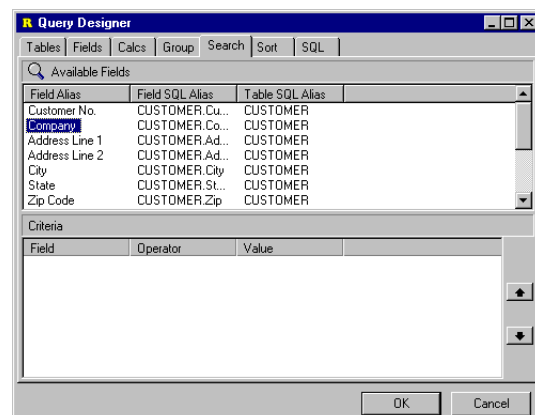 R Query Designer
Tables Fields Calcs Group Search Sort SQL
Available Fields
Field Alias Field SQL Alias Table SQL Alias
Customer No. CUSTOMER.Cu... CUSTOMER
Company CUSTOMER.Co... CUSTOMER
Address Line 1 CUSTOMER.Ad... CUSTOMER
Address Line 2 CUSTOMER.Ad... CUSTOMER
City CUSTOMER.City CUSTOMER
State CUSTOMER.St... CUSTOMER
Zip Code CUSTOMER.Zip CUSTOMER
Criteria
Field Operator Value
OK Cancel